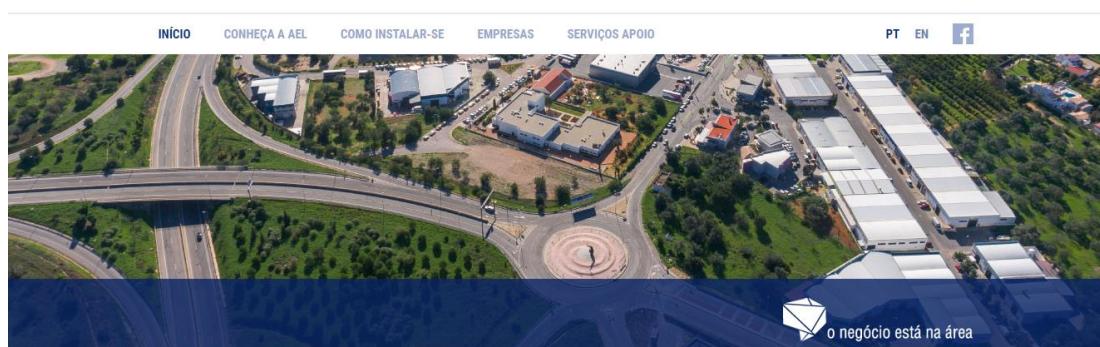 INÍCIO CONHEÇA A AEL COMO INSTALAR-SE EMPRESAS SERVIÇOS APOIO PT EN f
o negócio está na área